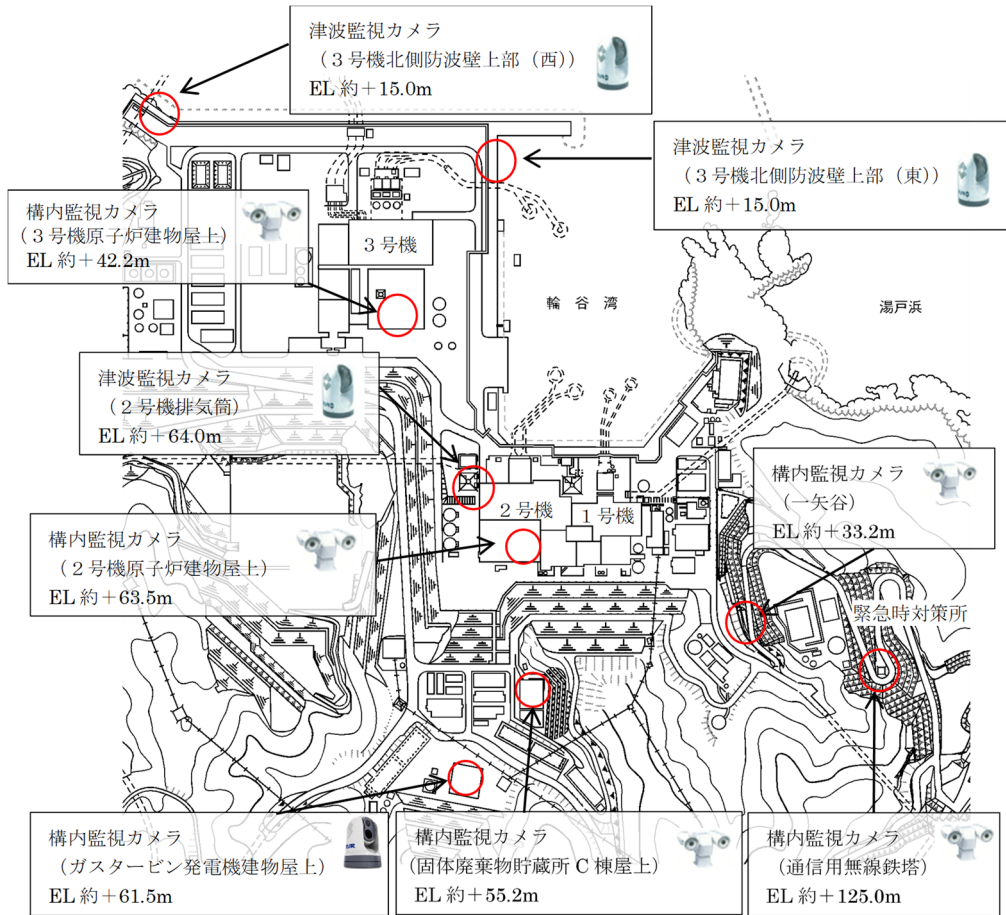 津波監視カメラ
(3号機北側防波壁上部(西))
EL 約+15.0m
津波監視カメラ
(3号機北側防波壁上部(東))
EL 約+15.0m
構内監視カメラ
(3号機原子炉建物屋上)
EL 約+42.2m
3号機
輪谷湾
湯戸浜
津波監視カメラ
(2号機排気筒)
EL 約+64.0m
構内監視カメラ
(一矢谷)
EL 約+33.2m
2号機
1号機
構内監視カメラ
(2号機原子炉建物屋上)
EL 約+63.5m
緊急時対策所
構内監視カメラ
(ガスタービン発電機建物屋上)
EL 約+61.5m
構内監視カメラ
(固体廃棄物貯蔵所C棟屋上)
EL 約+55.2m
構内監視カメラ
(通信用無線鉄塔)
EL 約+125.0m